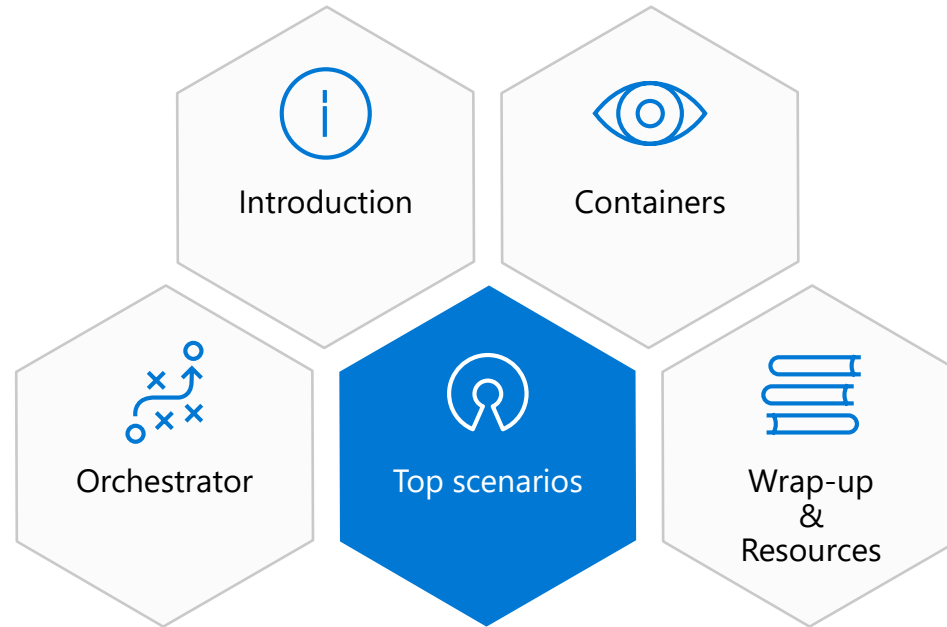 Introduction
Containers
Orchestrator
Top scenarios
Wrap-up
&
Resources